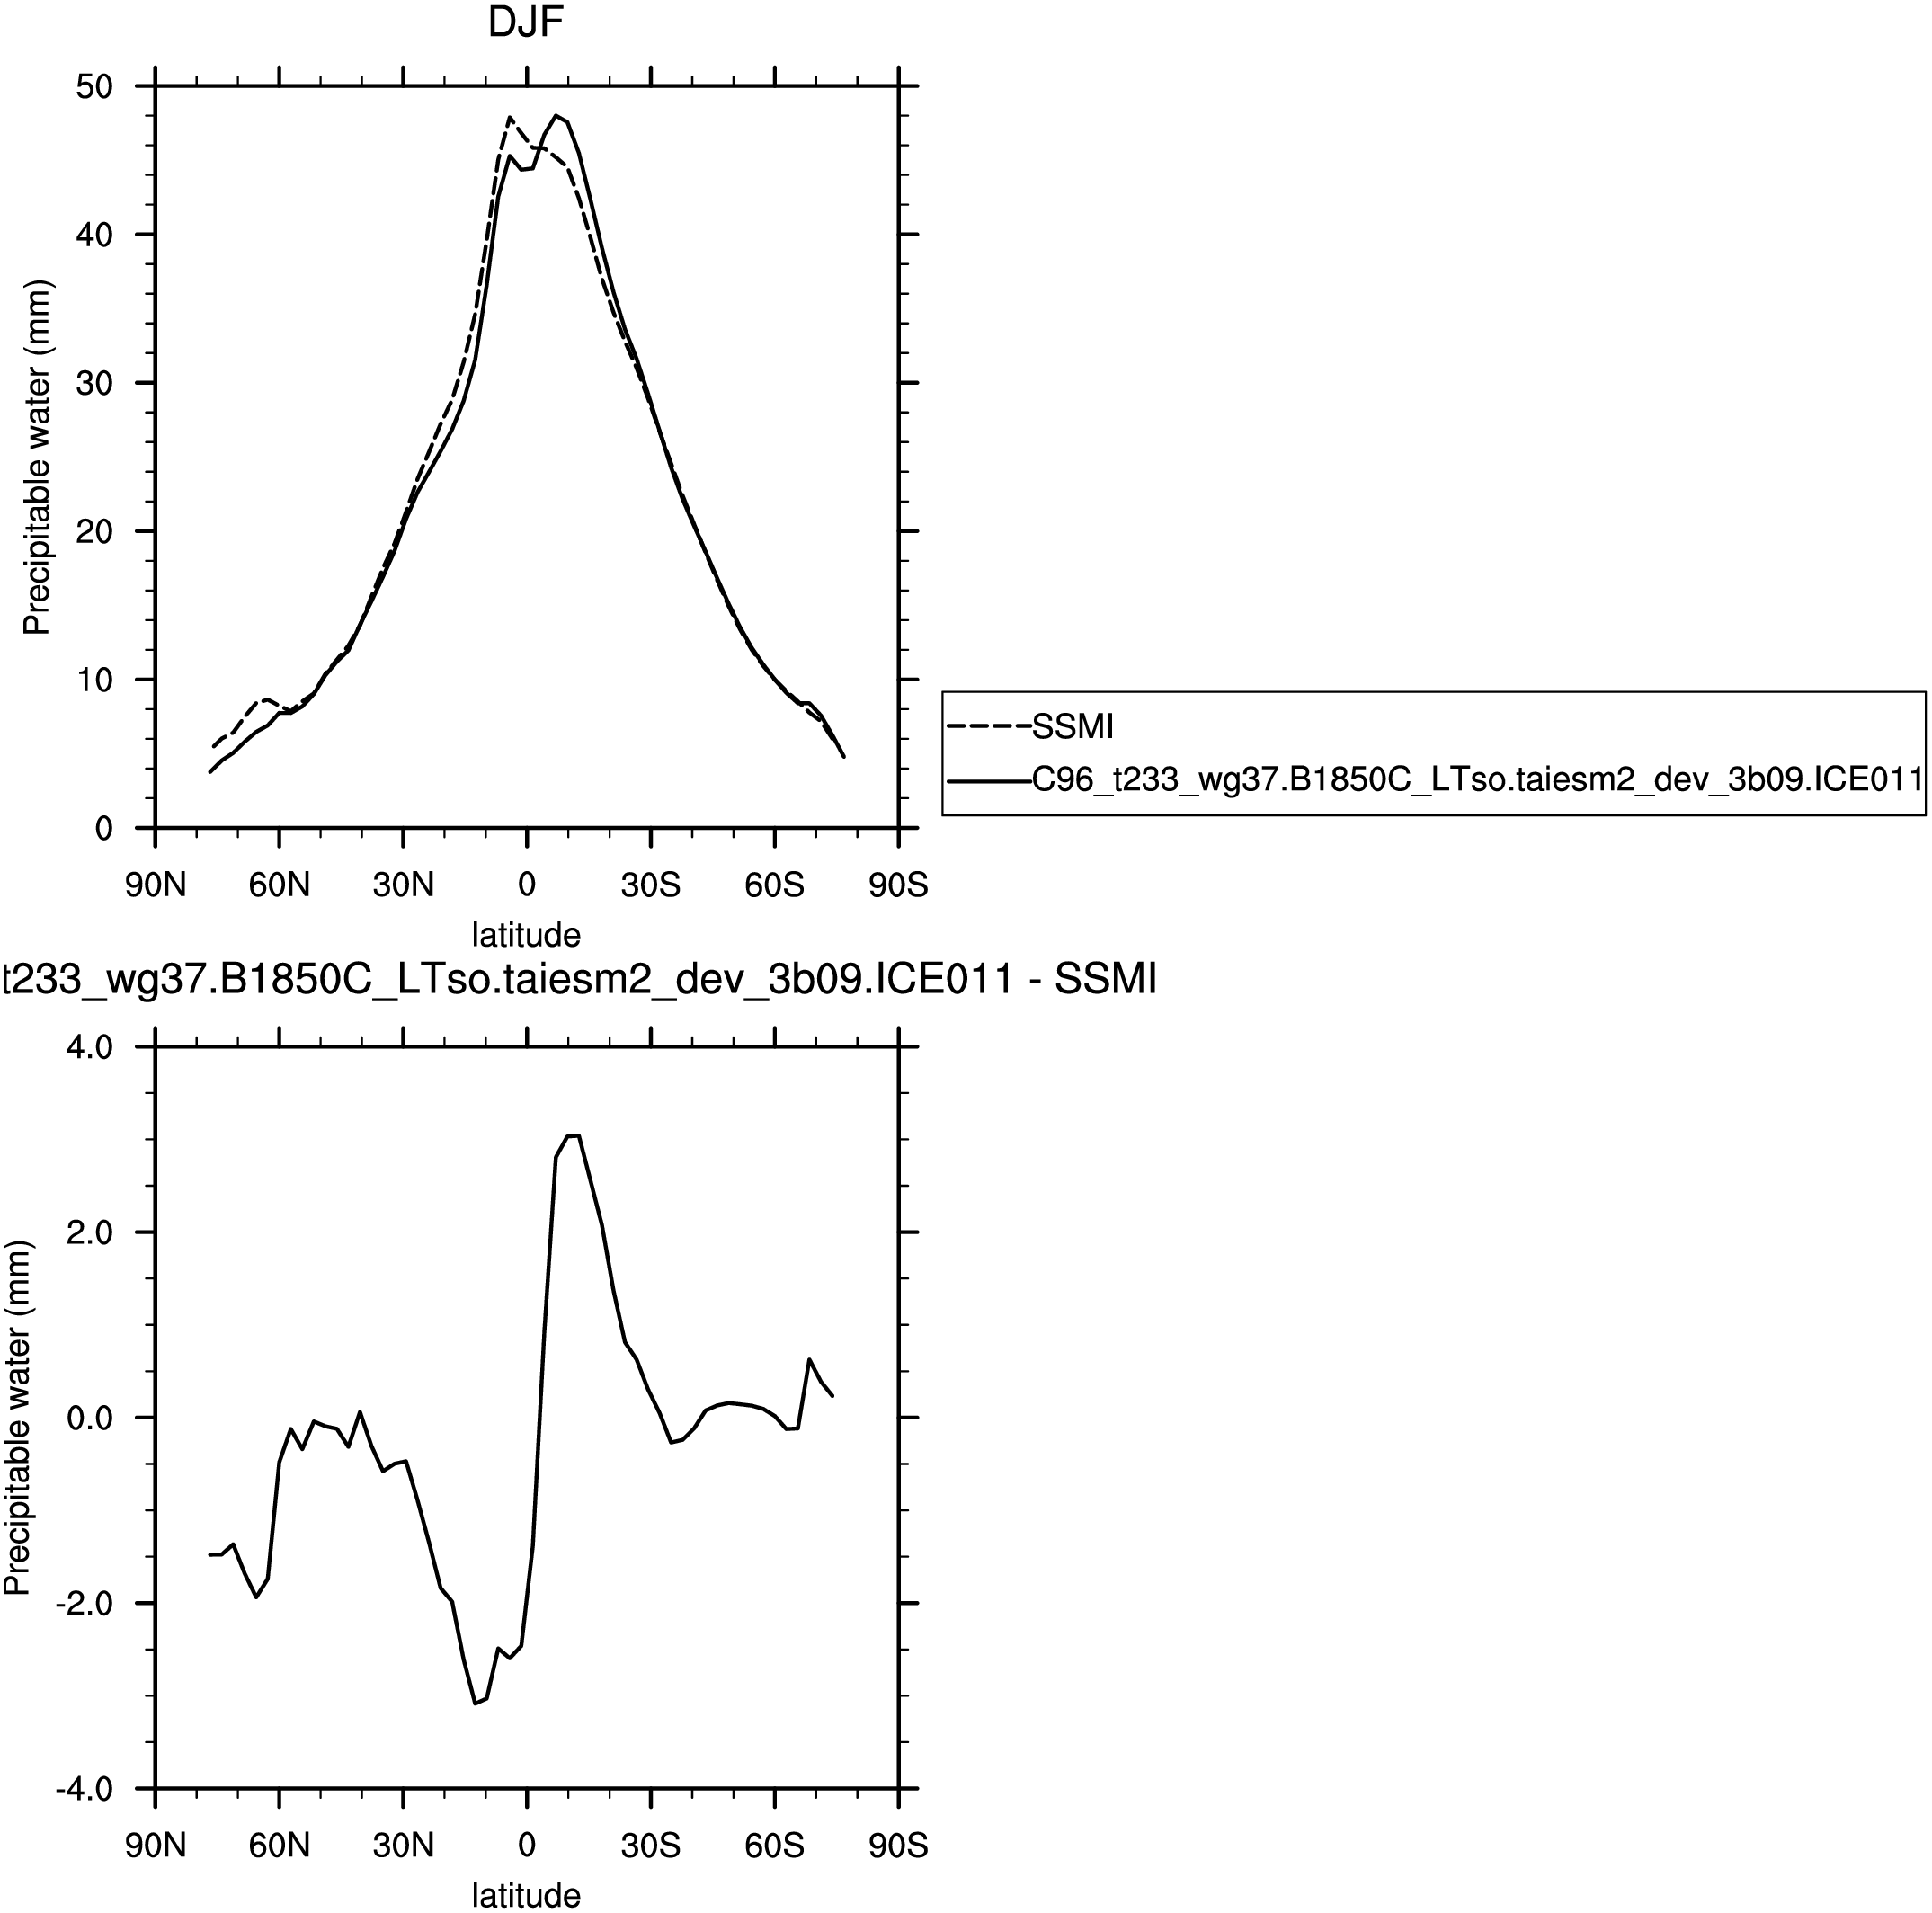 DJF
50
40
30
20
10
0
Precipitable water (mm)
90N 60N 30N 0 30S 60S 90S
latitude
SSMI
C96_t233_wg37.B1850C_LTso.taiesm2_dev_3b09.ICE011
t233_wg37.B1850C_LTso.taiesm2_dev_3b09.ICE011 - SSMI
4.0
2.0
0.0
-2.0
-4.0
Precipitable water (mm)
90N 60N 30N 0 30S 60S 90S
latitude